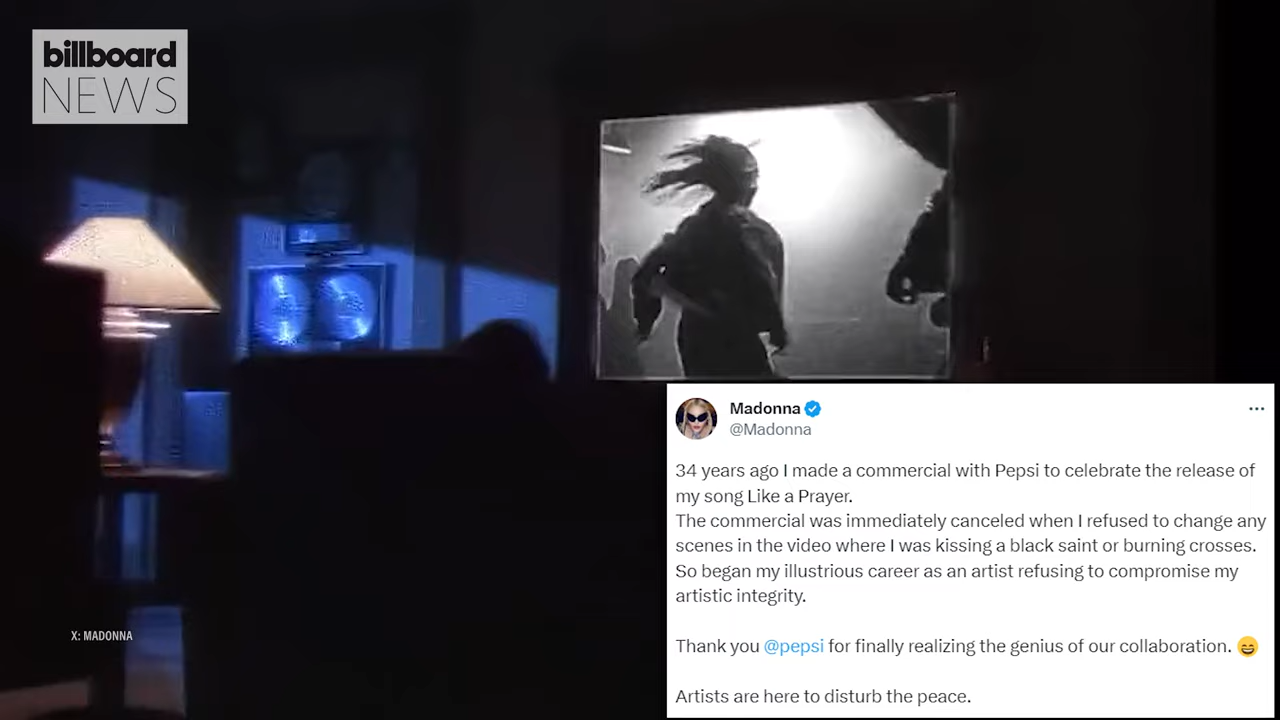 billboard
NEWS
Madonna
@Madonna
34 years ago I made a commercial with Pepsi to celebrate the release of
my song Like a Prayer.
The commercial was immediately canceled when I refused to change any
scenes in the video where I was kissing a black saint or burning crosses.
So began my illustrious career as an artist refusing to compromise my
artistic integrity.
Thank you @pepsi for finally realizing the genius of our collaboration. 😄
Artists are here to disturb the peace.
X: MADONNA